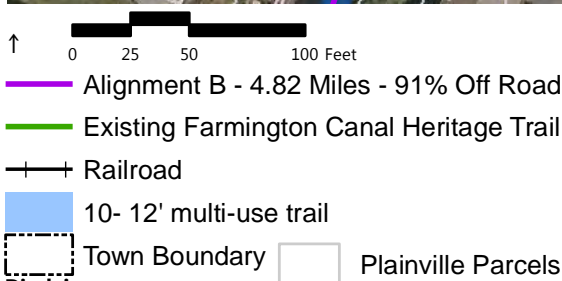 ↑
0 25 50 100 Feet
Alignment B - 4.82 Miles - 91% Off Road
Existing Farmington Canal Heritage Trail
Railroad
10- 12' multi-use trail
Town Boundary Plainville Parcels